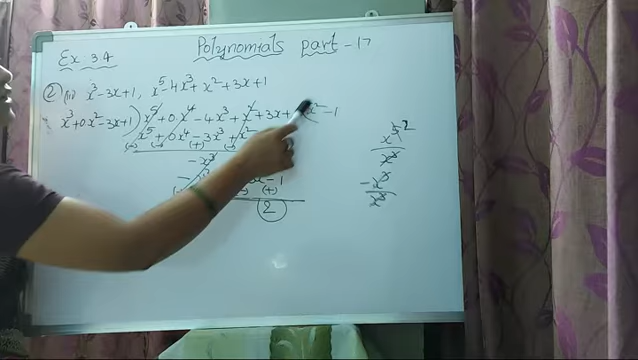 Ex 3.4
Polynomials part - 17
② (iii) x³-3x+1, x⁵-4x³+x²+3x+1
x³+0x²-3x+1) x⁵+0x⁴-4x³+x²+3x+ x²-1
x⁵+0x⁴-3x³+x²
(-) (-) (+) (-)
-x³
-1
(+)
2
x⁵ 2
x³
-x³
x³